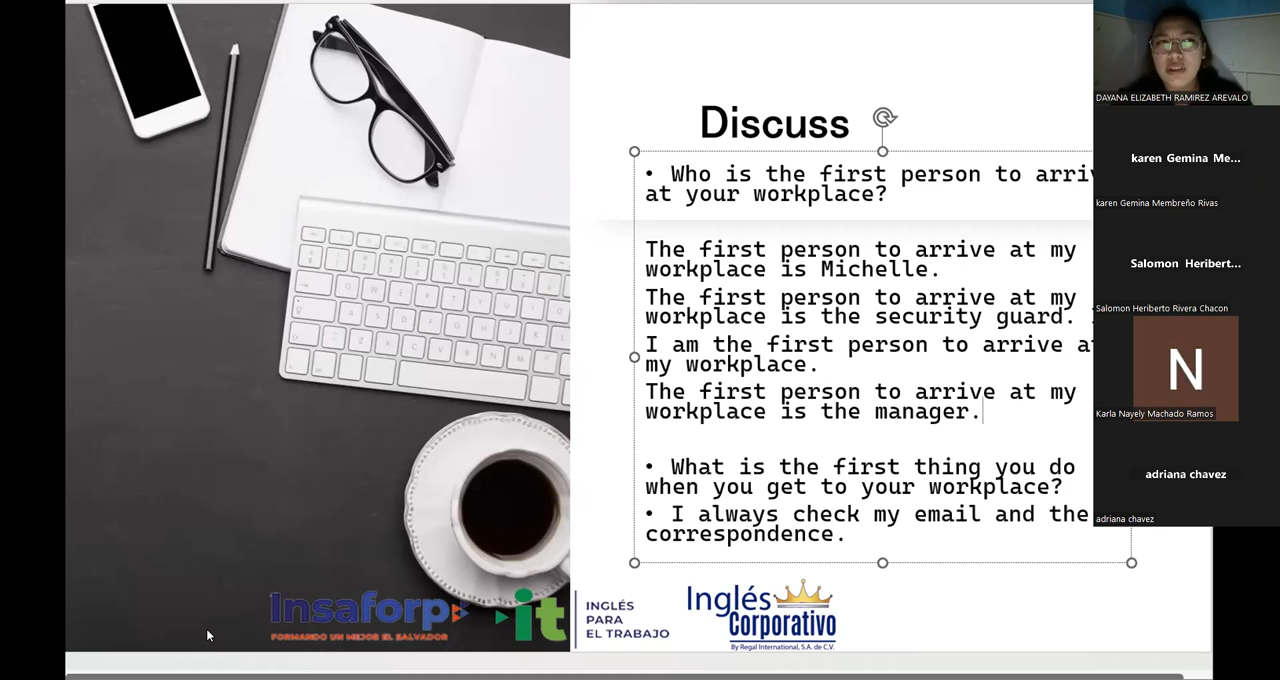 Discuss
• Who is the first person to
at your workplace?
The first person to arrive at my
workplace is Michelle.
The first person to arrive at my
workplace is the security guard.
I am the first person to arrive
my workplace.
The first person to arrive at my
workplace is the manager.
• What is the first thing you do
when you get to your workplace?
• I always check my email and the
correspondence.
Insaforp
FORMANDO UN MEJOR EL SALVADOR
it
INGLÉS
PARA
EL TRABAJO
Inglés
Corporativo
By Regal International, S.A. de C.V.
DAYANA ELIZABETH RAMIREZ AREVALO
karen Gemina Me...
karen Gemina Membreño Rivas
Salomon Heribert...
Salomon Heriberto Rivera Chacon
N
Karla Nayely Machado Ramos
adriana chavez
adriana chavez